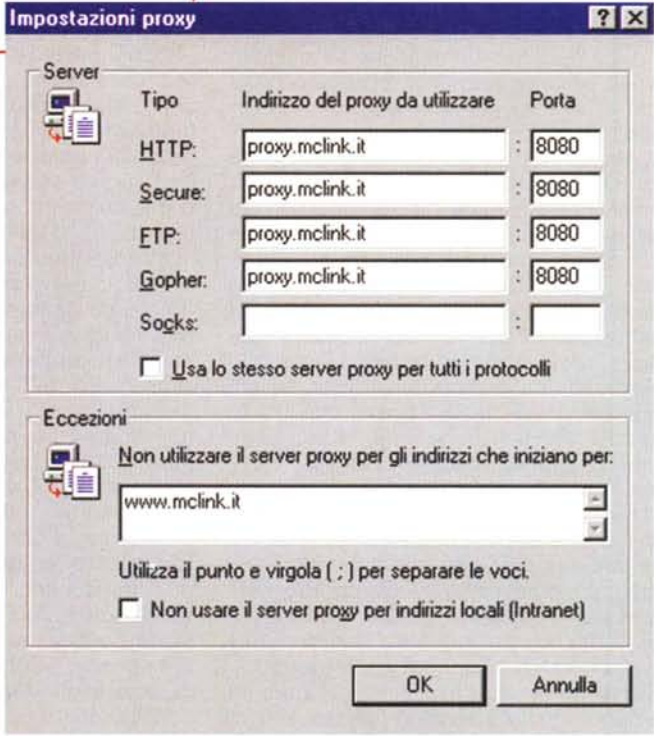 Impostazioni proxy
Server
Tipo Indirizzo del proxy da utilizzare Porta
HTTP: proxy.mclink.it : 8080
Secure: proxy.mclink.it : 8080
FTP: proxy.mclink.it : 8080
Gopher: proxy.mclink.it : 8080
Socks: :
Usa lo stesso server proxy per tutti i protocolli
Eccezioni
Non utilizzare il server proxy per gli indirizzi che iniziano per:
www.mclink.it
Utilizza il punto e virgola ( ; ) per separare le voci.
Non usare il server proxy per indirizzi locali (Intranet)
OK Annulla